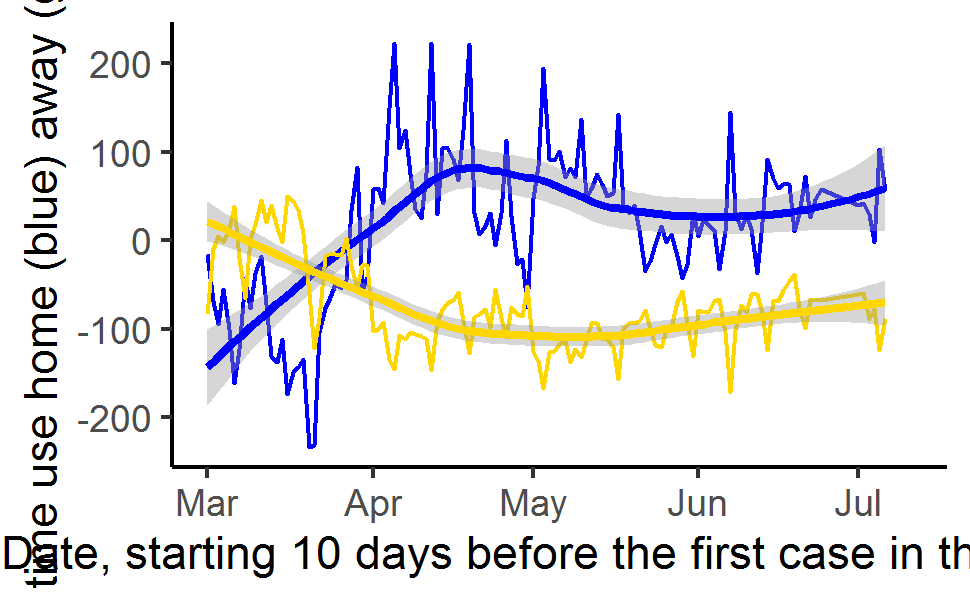 time use home (blue) away (
200
100
0
-100
-200
Mar Apr May Jun Jul
Date, starting 10 days before the first case in th